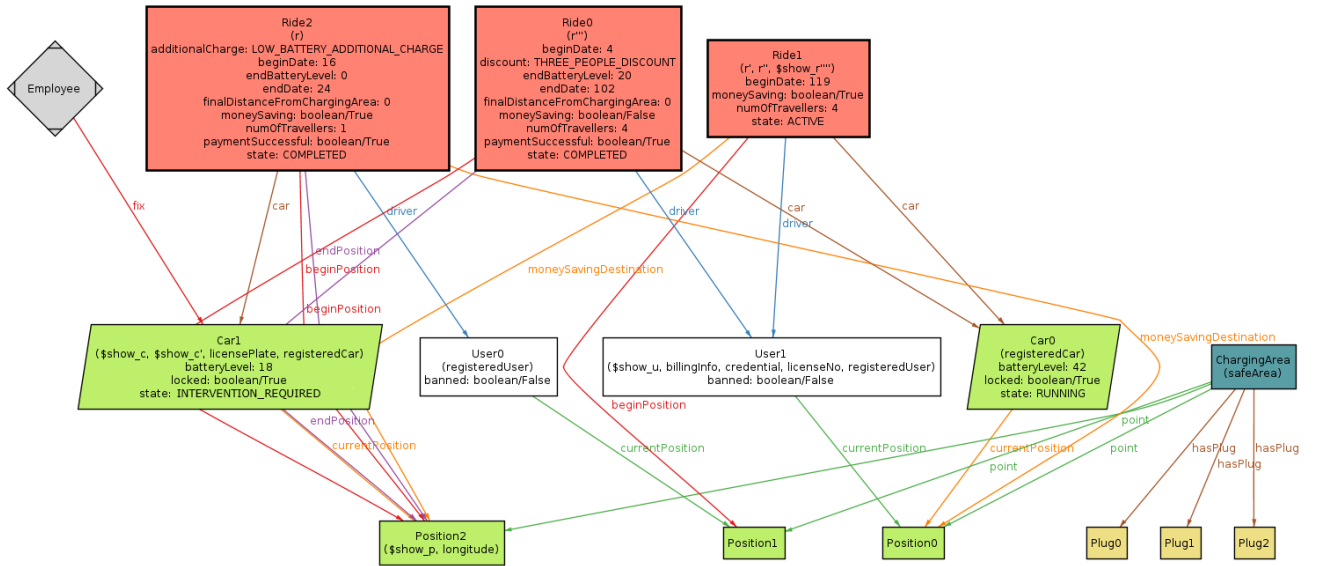 Ride2
(r)
additionalCharge: LOW_BATTERY_ADDITIONAL_CHARGE
beginDate: 16
endBatteryLevel: 0
endDate: 24
finalDistanceFromChargingArea: 0
moneySaving: boolean/True
numOfTravellers: 1
paymentSuccessful: boolean/True
state: COMPLETED
Ride0
(r''')
beginDate: 4
discount: THREE_PEOPLE_DISCOUNT
endBatteryLevel: 20
endDate: 102
finalDistanceFromChargingArea: 0
moneySaving: boolean/False
numOfTravellers: 4
paymentSuccessful: boolean/True
state: COMPLETED
Ride1
(r', r'', $show_r'''')
beginDate: 119
moneySaving: boolean/True
numOfTravellers: 4
state: ACTIVE
Employee
fix
car
driver
driver
car
driver
car
endPosition
beginPosition
moneySavingDestination
beginPosition
moneySavingDestination
Car1
($show_c, $show_c', licensePlate, registeredCar)
batteryLevel: 18
locked: boolean/True
state: INTERVENTION_REQUIRED
User0
(registeredUser)
banned: boolean/False
User1
($show_u, billingInfo, credential, licenseNo, registeredUser)
banned: boolean/False
Car0
(registeredCar)
batteryLevel: 42
locked: boolean/True
state: RUNNING
ChargingArea
(safeArea)
beginPosition
endPosition
currentPosition
currentPosition
currentPosition
currentPosition
point
point
point
hasPlug
hasPlug
hasPlug
Position2
($show_p, longitude)
Position1
Position0
Plug0
Plug1
Plug2